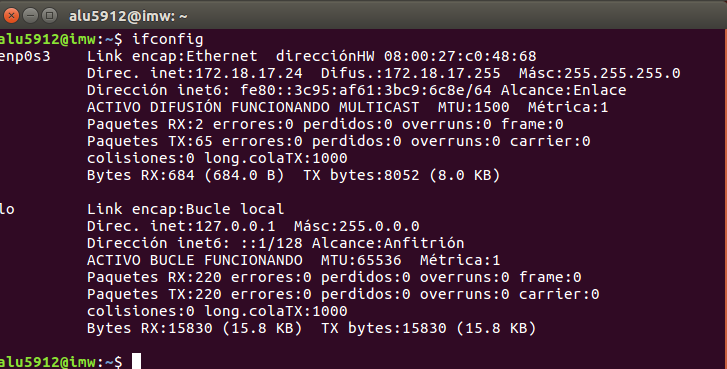 alu5912@imw: ~
alu5912@imw:~$ ifconfig
enp0s3    Link encap:Ethernet  direcciónHW 08:00:27:c0:48:68
          Direc. inet:172.18.17.24  Difus.:172.18.17.255  Másc:255.255.255.0
          Dirección inet6: fe80::3c95:af61:3bc9:6c8e/64 Alcance:Enlace
          ACTIVO DIFUSIÓN FUNCIONANDO MULTICAST  MTU:1500  Métrica:1
          Paquetes RX:2 errores:0 perdidos:0 overruns:0 frame:0
          Paquetes TX:65 errores:0 perdidos:0 overruns:0 carrier:0
          colisiones:0 long.colaTX:1000
          Bytes RX:684 (684.0 B)  TX bytes:8052 (8.0 KB)
lo        Link encap:Bucle local
          Direc. inet:127.0.0.1  Másc:255.0.0.0
          Dirección inet6: ::1/128 Alcance:Anfitrión
          ACTIVO BUCLE FUNCIONANDO  MTU:65536  Métrica:1
          Paquetes RX:220 errores:0 perdidos:0 overruns:0 frame:0
          Paquetes TX:220 errores:0 perdidos:0 overruns:0 carrier:0
          colisiones:0 long.colaTX:1000
          Bytes RX:15830 (15.8 KB)  TX bytes:15830 (15.8 KB)
alu5912@imw:~$